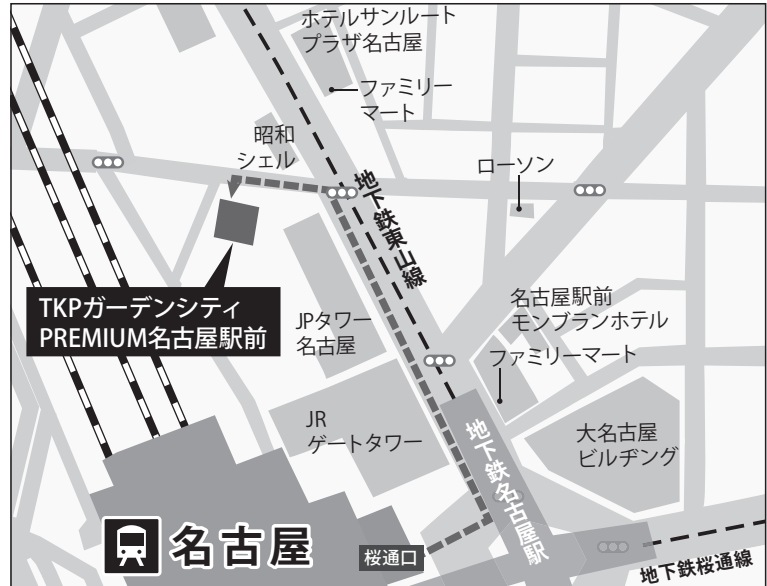 ホテルサンルート
プラザ名古屋
ファミリー
マート
昭和
シェル
ローソン
地下鉄東山線
TKPガーデンシティ
PREMIUM名古屋駅前
JPタワー
名古屋
名古屋駅前
モンブランホテル
ファミリーマート
JR
ゲートタワー
地下鉄名古屋駅
大名古屋
ビルヂング
名古屋
桜通口
地下鉄桜通線